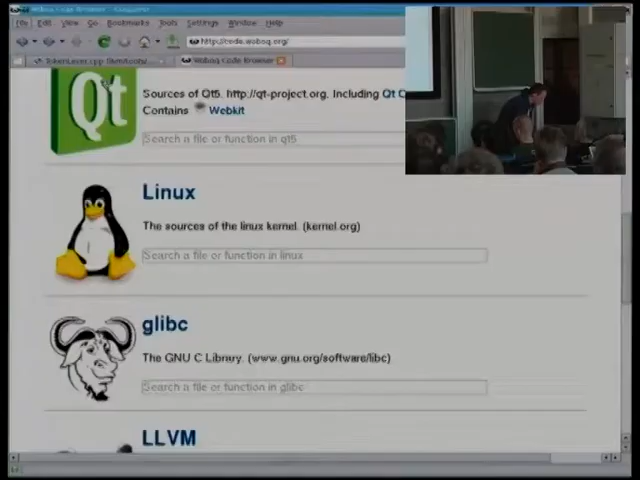 Woboq Code Browser
File Edit View Go Bookmarks Tools Settings Window Help
http://code.woboq.org/
Woboq Code Browser
Qt
Sources of Qt5. http://qt-project.org. Including Qt C
Contains Webkit
Search a file or function in qt5
Linux
The sources of the linux kernel. (kernel.org)
Search a file or function in linux
glibc
The GNU C Library. (www.gnu.org/software/libc)
Search a file or function in glibc
LLVM